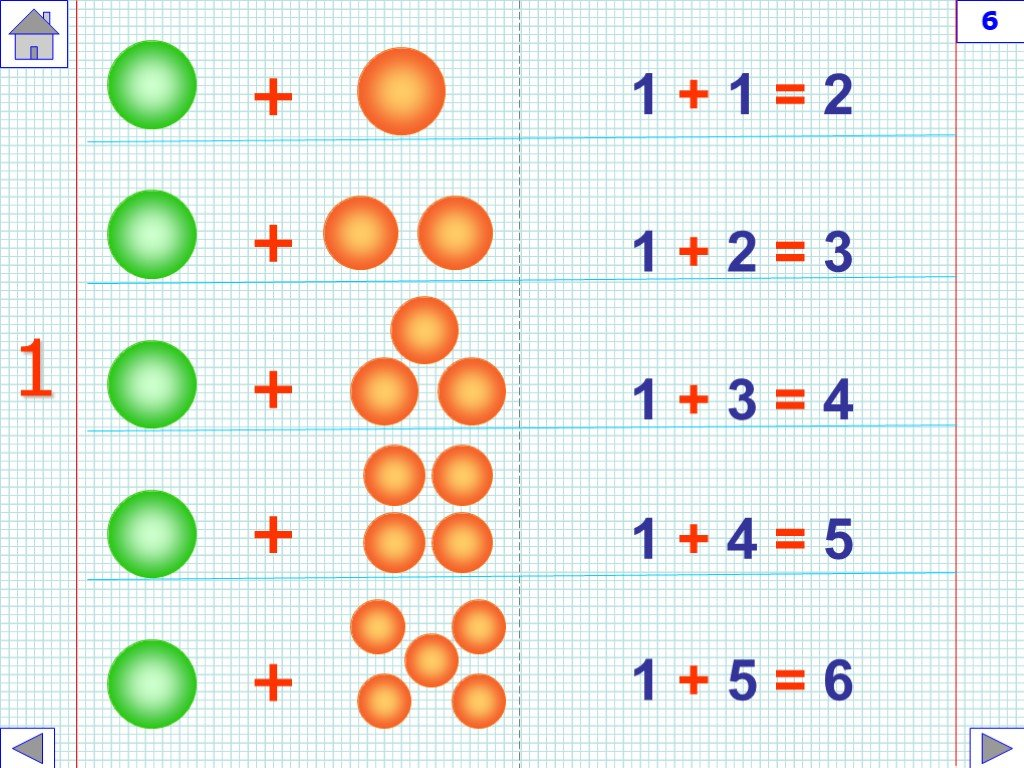 6
+ 1 + 1 = 2
+ 1 + 2 = 3
1
+ 1 + 3 = 4
+ 1 + 4 = 5
+ 1 + 5 = 6